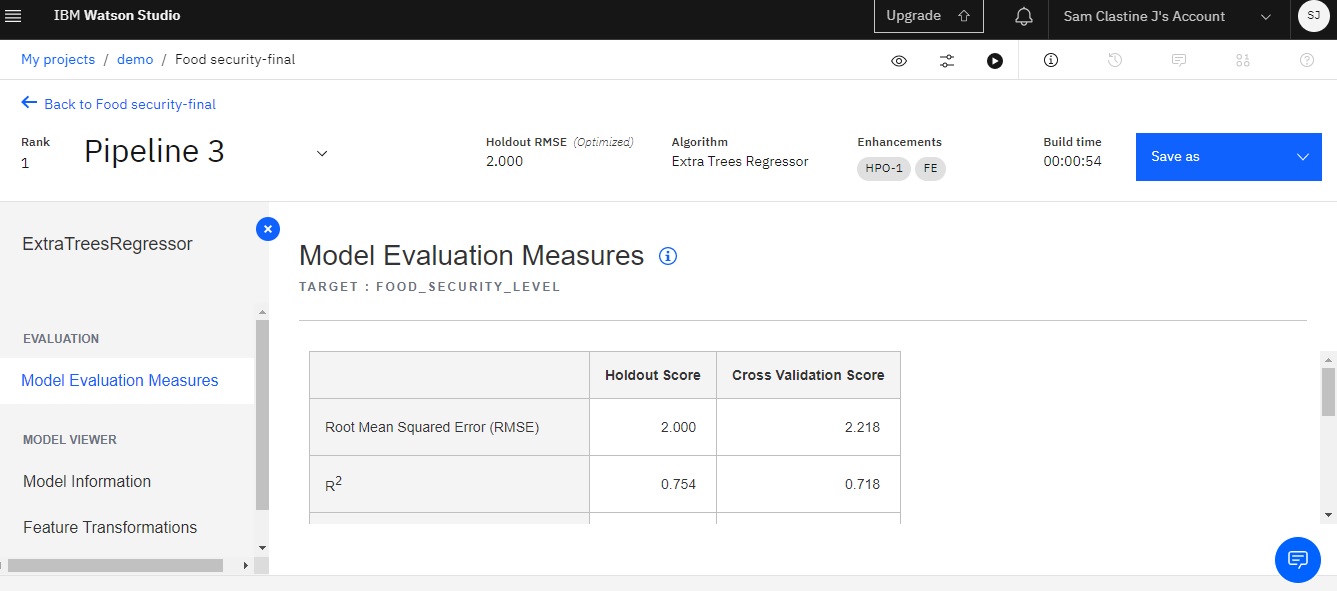 IBM Watson Studio
Upgrade
Sam Clastine J's Account
SJ
My projects / demo / Food security-final
Back to Food security-final
Rank
1
Pipeline 3
Holdout RMSE (Optimized)
2.000
Algorithm
Extra Trees Regressor
Enhancements
HPO-1 FE
Build time
00:00:54
Save as
ExtraTreesRegressor
EVALUATION
Model Evaluation Measures
MODEL VIEWER
Model Information
Feature Transformations
Model Evaluation Measures
TARGET : FOOD_SECURITY_LEVEL
Holdout Score Cross Validation Score
Root Mean Squared Error (RMSE) 2.000 2.218
R² 0.754 0.718